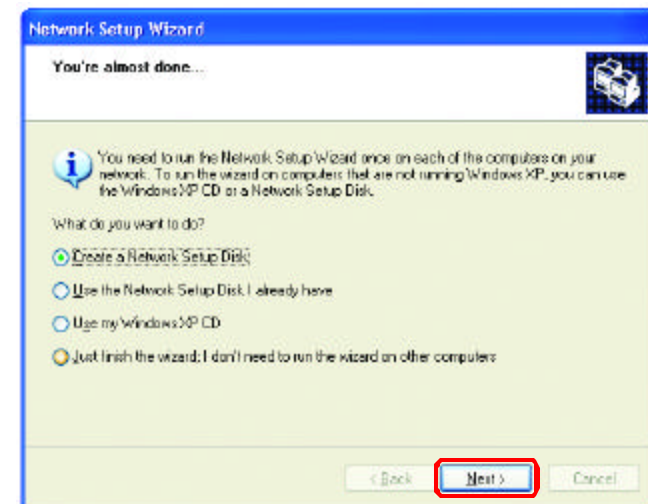 Network Setup Wizard
You're almost done...
You need to run the Network Setup Wizard once on each of the computers on your
network. To run the wizard on computers that are not running Windows XP, you can use
the Windows XP CD or a Network Setup Disk.
What do you want to do?
Create a Network Setup Disk
Use the Network Setup Disk I already have
Use my Windows XP CD
Just finish the wizard; I don't need to run the wizard on other computers
< Back
Next >
Cancel